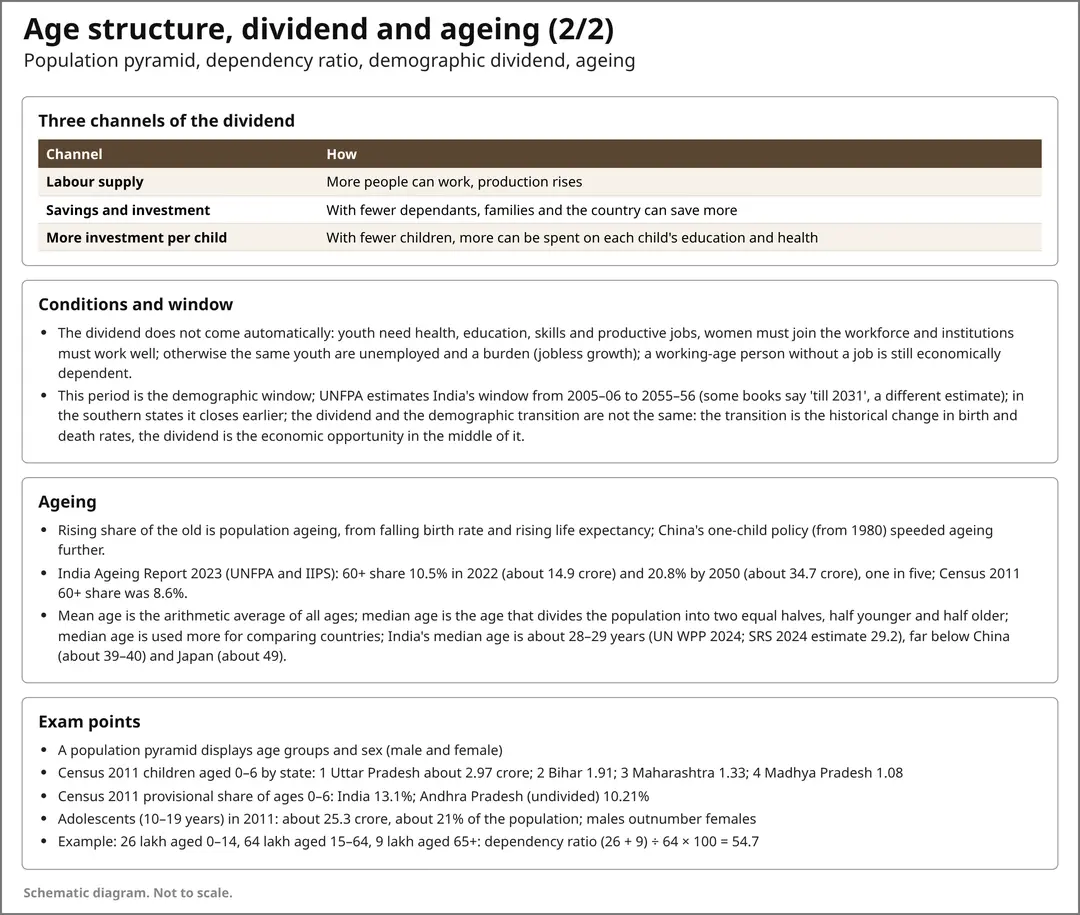 Age structure, dividend and ageing (2/2)
Population pyramid, dependency ratio, demographic dividend, ageing
Three channels of the dividend
Channel How
Labour supply More people can work, production rises
Savings and investment With fewer dependants, families and the country can save more
More investment per child With fewer children, more can be spent on each child's education and health
Conditions and window
• The dividend does not come automatically: youth need health, education, skills and productive jobs, women must join the workforce and institutions
must work well; otherwise the same youth are unemployed and a burden (jobless growth); a working-age person without a job is still economically
dependent.
• This period is the demographic window; UNFPA estimates India's window from 2005–06 to 2055–56 (some books say 'till 2031', a different estimate); in
the southern states it closes earlier; the dividend and the demographic transition are not the same: the transition is the historical change in birth and
death rates, the dividend is the economic opportunity in the middle of it.
Ageing
• Rising share of the old is population ageing, from falling birth rate and rising life expectancy; China's one-child policy (from 1980) speeded ageing
further.
• India Ageing Report 2023 (UNFPA and IIPS): 60+ share 10.5% in 2022 (about 14.9 crore) and 20.8% by 2050 (about 34.7 crore), one in five; Census 2011
60+ share was 8.6%.
• Mean age is the arithmetic average of all ages; median age is the age that divides the population into two equal halves, half younger and half older;
median age is used more for comparing countries; India's median age is about 28–29 years (UN WPP 2024; SRS 2024 estimate 29.2), far below China
(about 39–40) and Japan (about 49).
Exam points
• A population pyramid displays age groups and sex (male and female)
• Census 2011 children aged 0–6 by state: 1 Uttar Pradesh about 2.97 crore; 2 Bihar 1.91; 3 Maharashtra 1.33; 4 Madhya Pradesh 1.08
• Census 2011 provisional share of ages 0–6: India 13.1%; Andhra Pradesh (undivided) 10.21%
• Adolescents (10–19 years) in 2011: about 25.3 crore, about 21% of the population; males outnumber females
• Example: 26 lakh aged 0–14, 64 lakh aged 15–64, 9 lakh aged 65+: dependency ratio (26 + 9) ÷ 64 × 100 = 54.7
Schematic diagram. Not to scale.